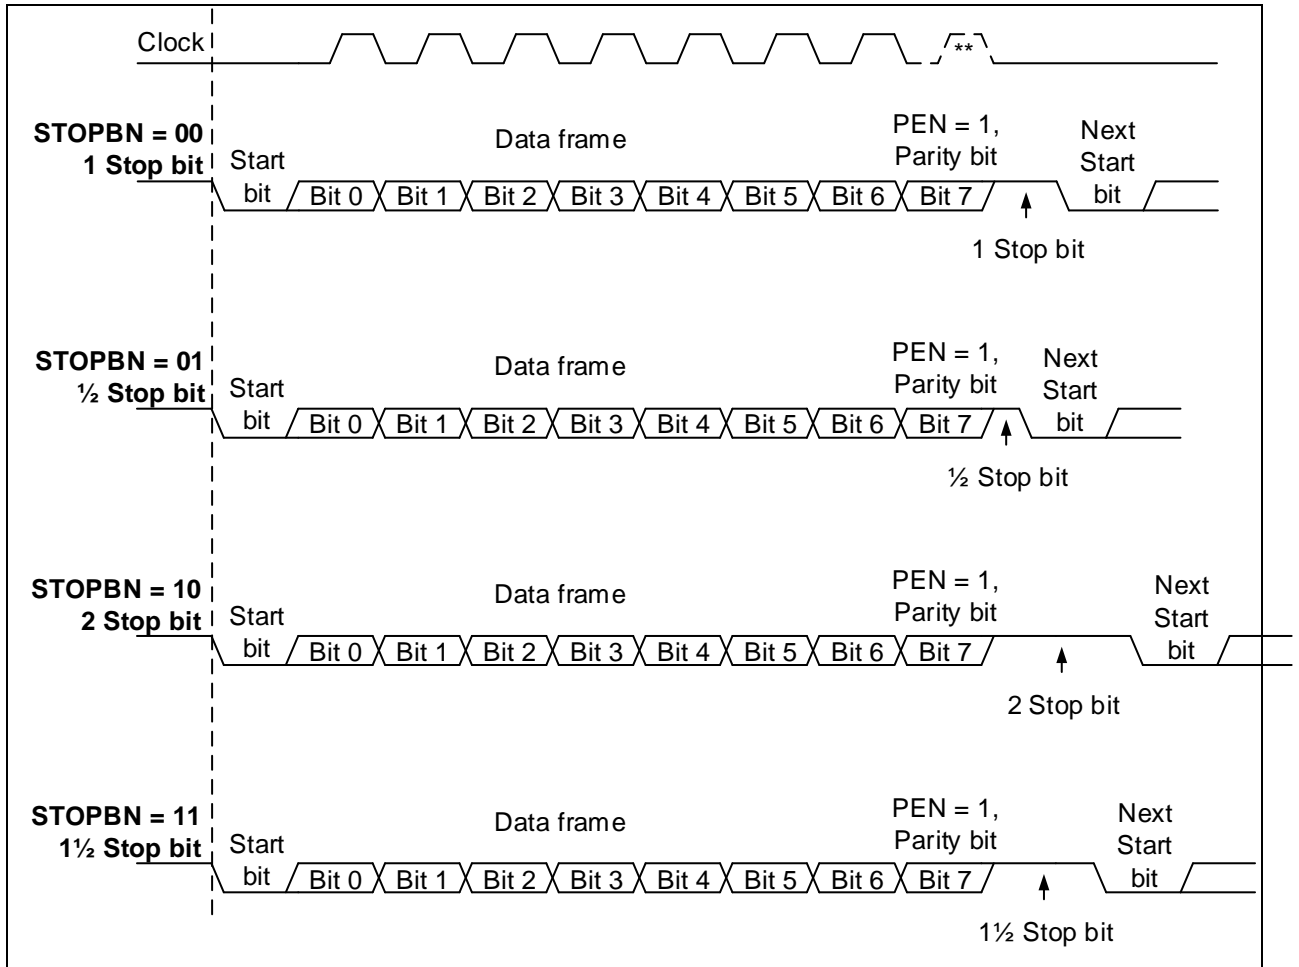 Clock
**
STOPBN = 00
1 Stop bit
Start
bit
Data frame
PEN = 1,
Parity bit
Next
Start
bit
Bit 0 Bit 1 Bit 2 Bit 3 Bit 4 Bit 5 Bit 6 Bit 7
1 Stop bit
STOPBN = 01
½ Stop bit
Start
bit
Data frame
PEN = 1,
Parity bit
Next
Start
bit
Bit 0 Bit 1 Bit 2 Bit 3 Bit 4 Bit 5 Bit 6 Bit 7
½ Stop bit
STOPBN = 10
2 Stop bit
Start
bit
Data frame
PEN = 1,
Parity bit
Next
Start
bit
Bit 0 Bit 1 Bit 2 Bit 3 Bit 4 Bit 5 Bit 6 Bit 7
2 Stop bit
STOPBN = 11
1½ Stop bit
Start
bit
Data frame
PEN = 1,
Parity bit
Next
Start
bit
Bit 0 Bit 1 Bit 2 Bit 3 Bit 4 Bit 5 Bit 6 Bit 7
1½ Stop bit